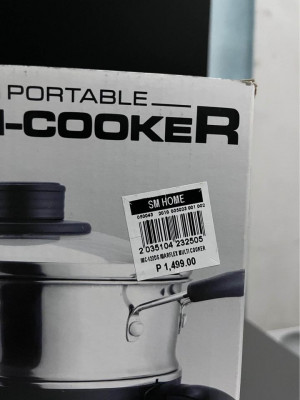 PORTABLE
I-COOKER
SM HOME
2 035104 232505
P 1,499.00